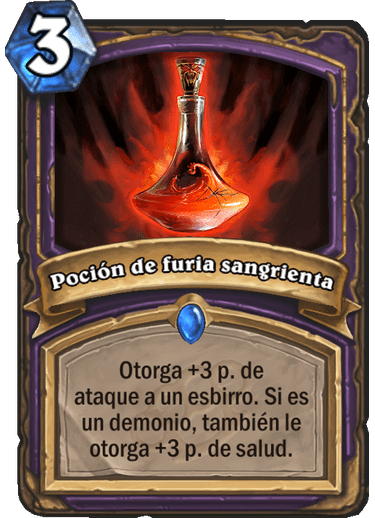 3
Poción de furia sangrienta
Otorga +3 p. de
ataque a un esbirro. Si es
un demonio, también le
otorga +3 p. de salud.